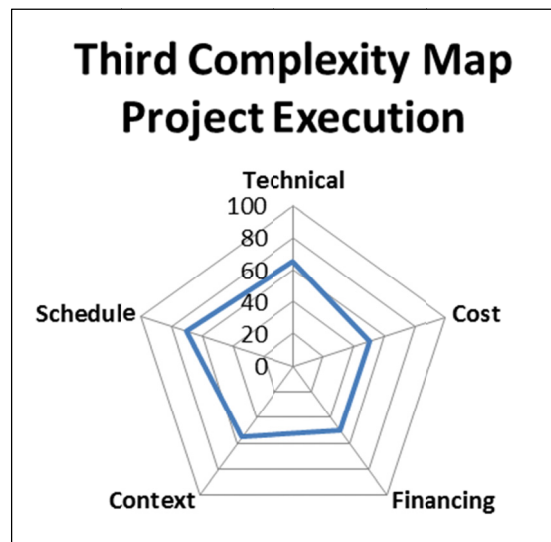 Third Complexity Map
Project Execution
Technical
100
80
60
40
20
0
Schedule
Cost
Context
Financing